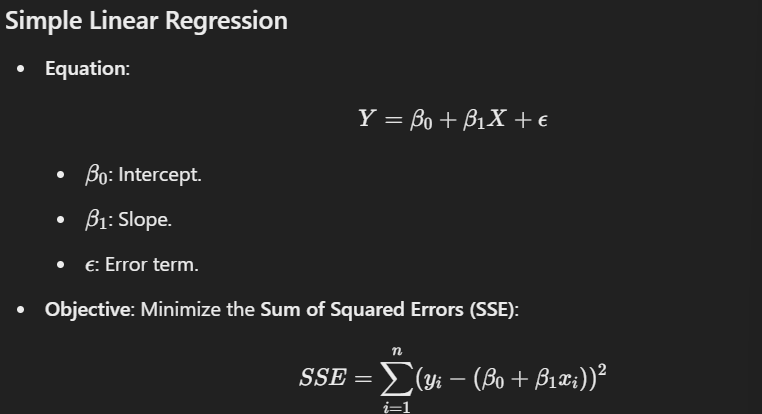 Simple Linear Regression
• Equation:
Y = β₀ + β₁X + ϵ
• β₀: Intercept.
• β₁: Slope.
• ϵ: Error term.
• Objective: Minimize the Sum of Squared Errors (SSE):
SSE = ∑ⁿᵢ₌₁ (yᵢ − (β₀ + β₁xᵢ))²